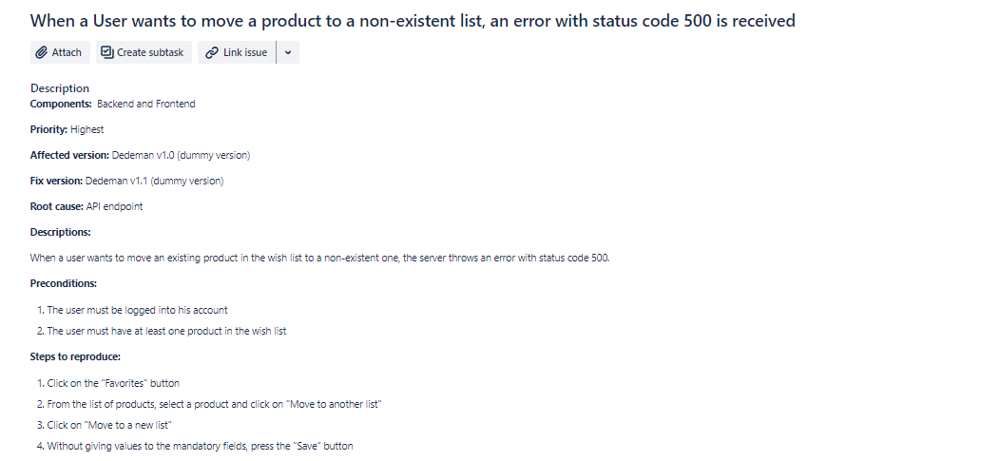 When a User wants to move a product to a non-existent list, an error with status code 500 is received
Attach Create subtask Link issue
Description
Components: Backend and Frontend
Priority: Highest
Affected version: Dedeman v1.0 (dummy version)
Fix version: Dedeman v1.1 (dummy version)
Root cause: API endpoint
Descriptions:
When a user wants to move an existing product in the wish list to a non-existent one, the server throws an error with status code 500.
Preconditions:
1. The user must be logged into his account
2. The user must have at least one product in the wish list
Steps to reproduce:
1. Click on the "Favorites" button
2. From the list of products, select a product and click on "Move to another list"
3. Click on "Move to a new list"
4. Without giving values to the mandatory fields, press the "Save" button